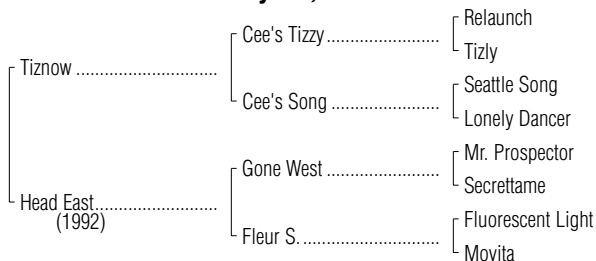 Relaunch
Cee's Tizzy
Tizly
Tiznow
Seattle Song
Cee's Song
Lonely Dancer
Mr. Prospector
Gone West
Secrettame
Head East
(1992)
Fluorescent Light
Fleur S.
Movita